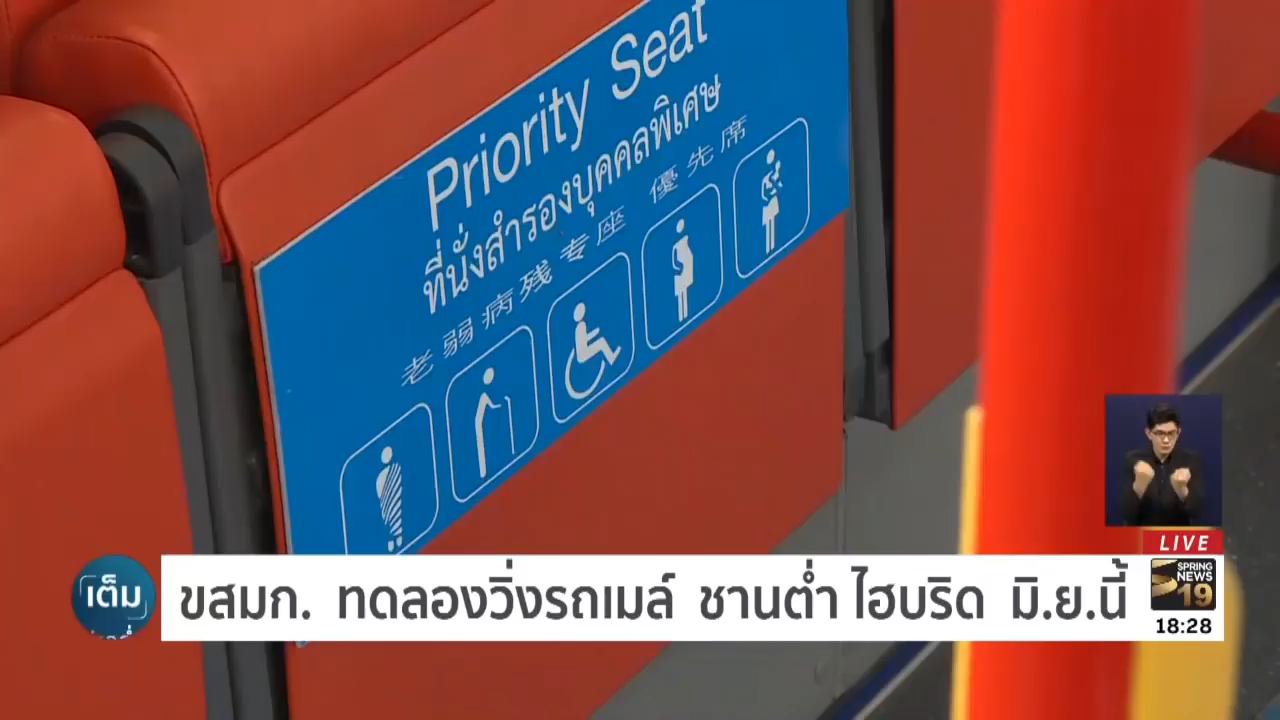 Priority Seat
ที่นั่งสำรองบุคคลพิเศษ
老弱病残专座 優先席
LIVE
SPRING
NEWS
19
18:28
เต็ม
ขสมก. ทดลองวิ่งรถเมล์ ชานต่ำ ไฮบริด มิ.ย.นี้